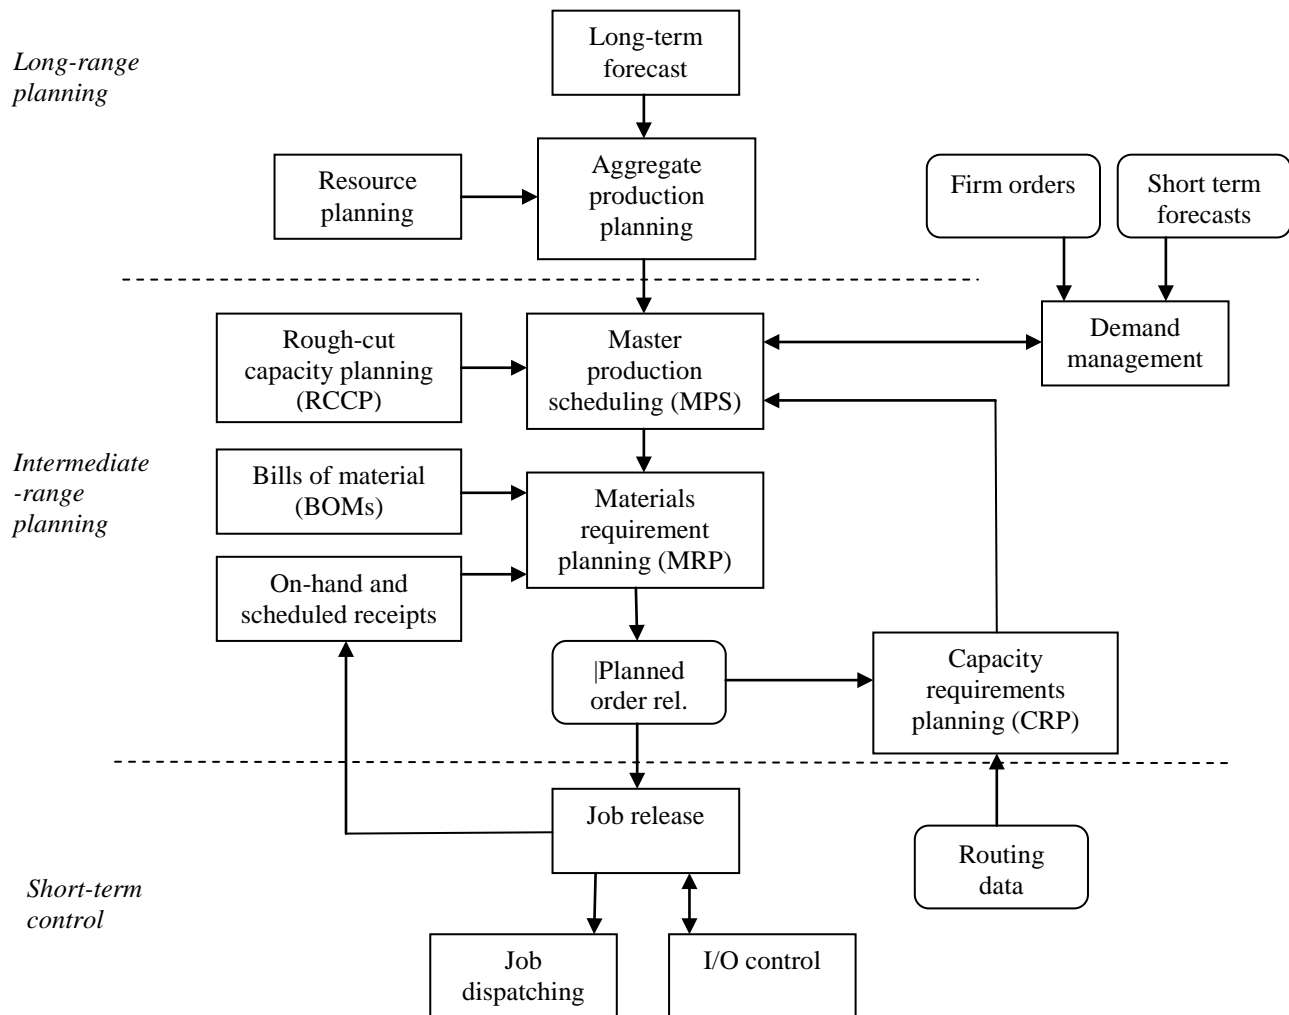 Long-range
planning
Long-term
forecast
Resource
planning
Aggregate
production
planning
Firm orders
Short term
forecasts
Rough-cut
capacity planning
(RCCP)
Master
production
scheduling (MPS)
Demand
management
Intermediate
-range
planning
Bills of material
(BOMs)
Materials
requirement
planning (MRP)
On-hand and
scheduled receipts
|Planned
order rel.
Capacity
requirements
planning (CRP)
Short-term
control
Job release
Routing
data
Job
dispatching
I/O control